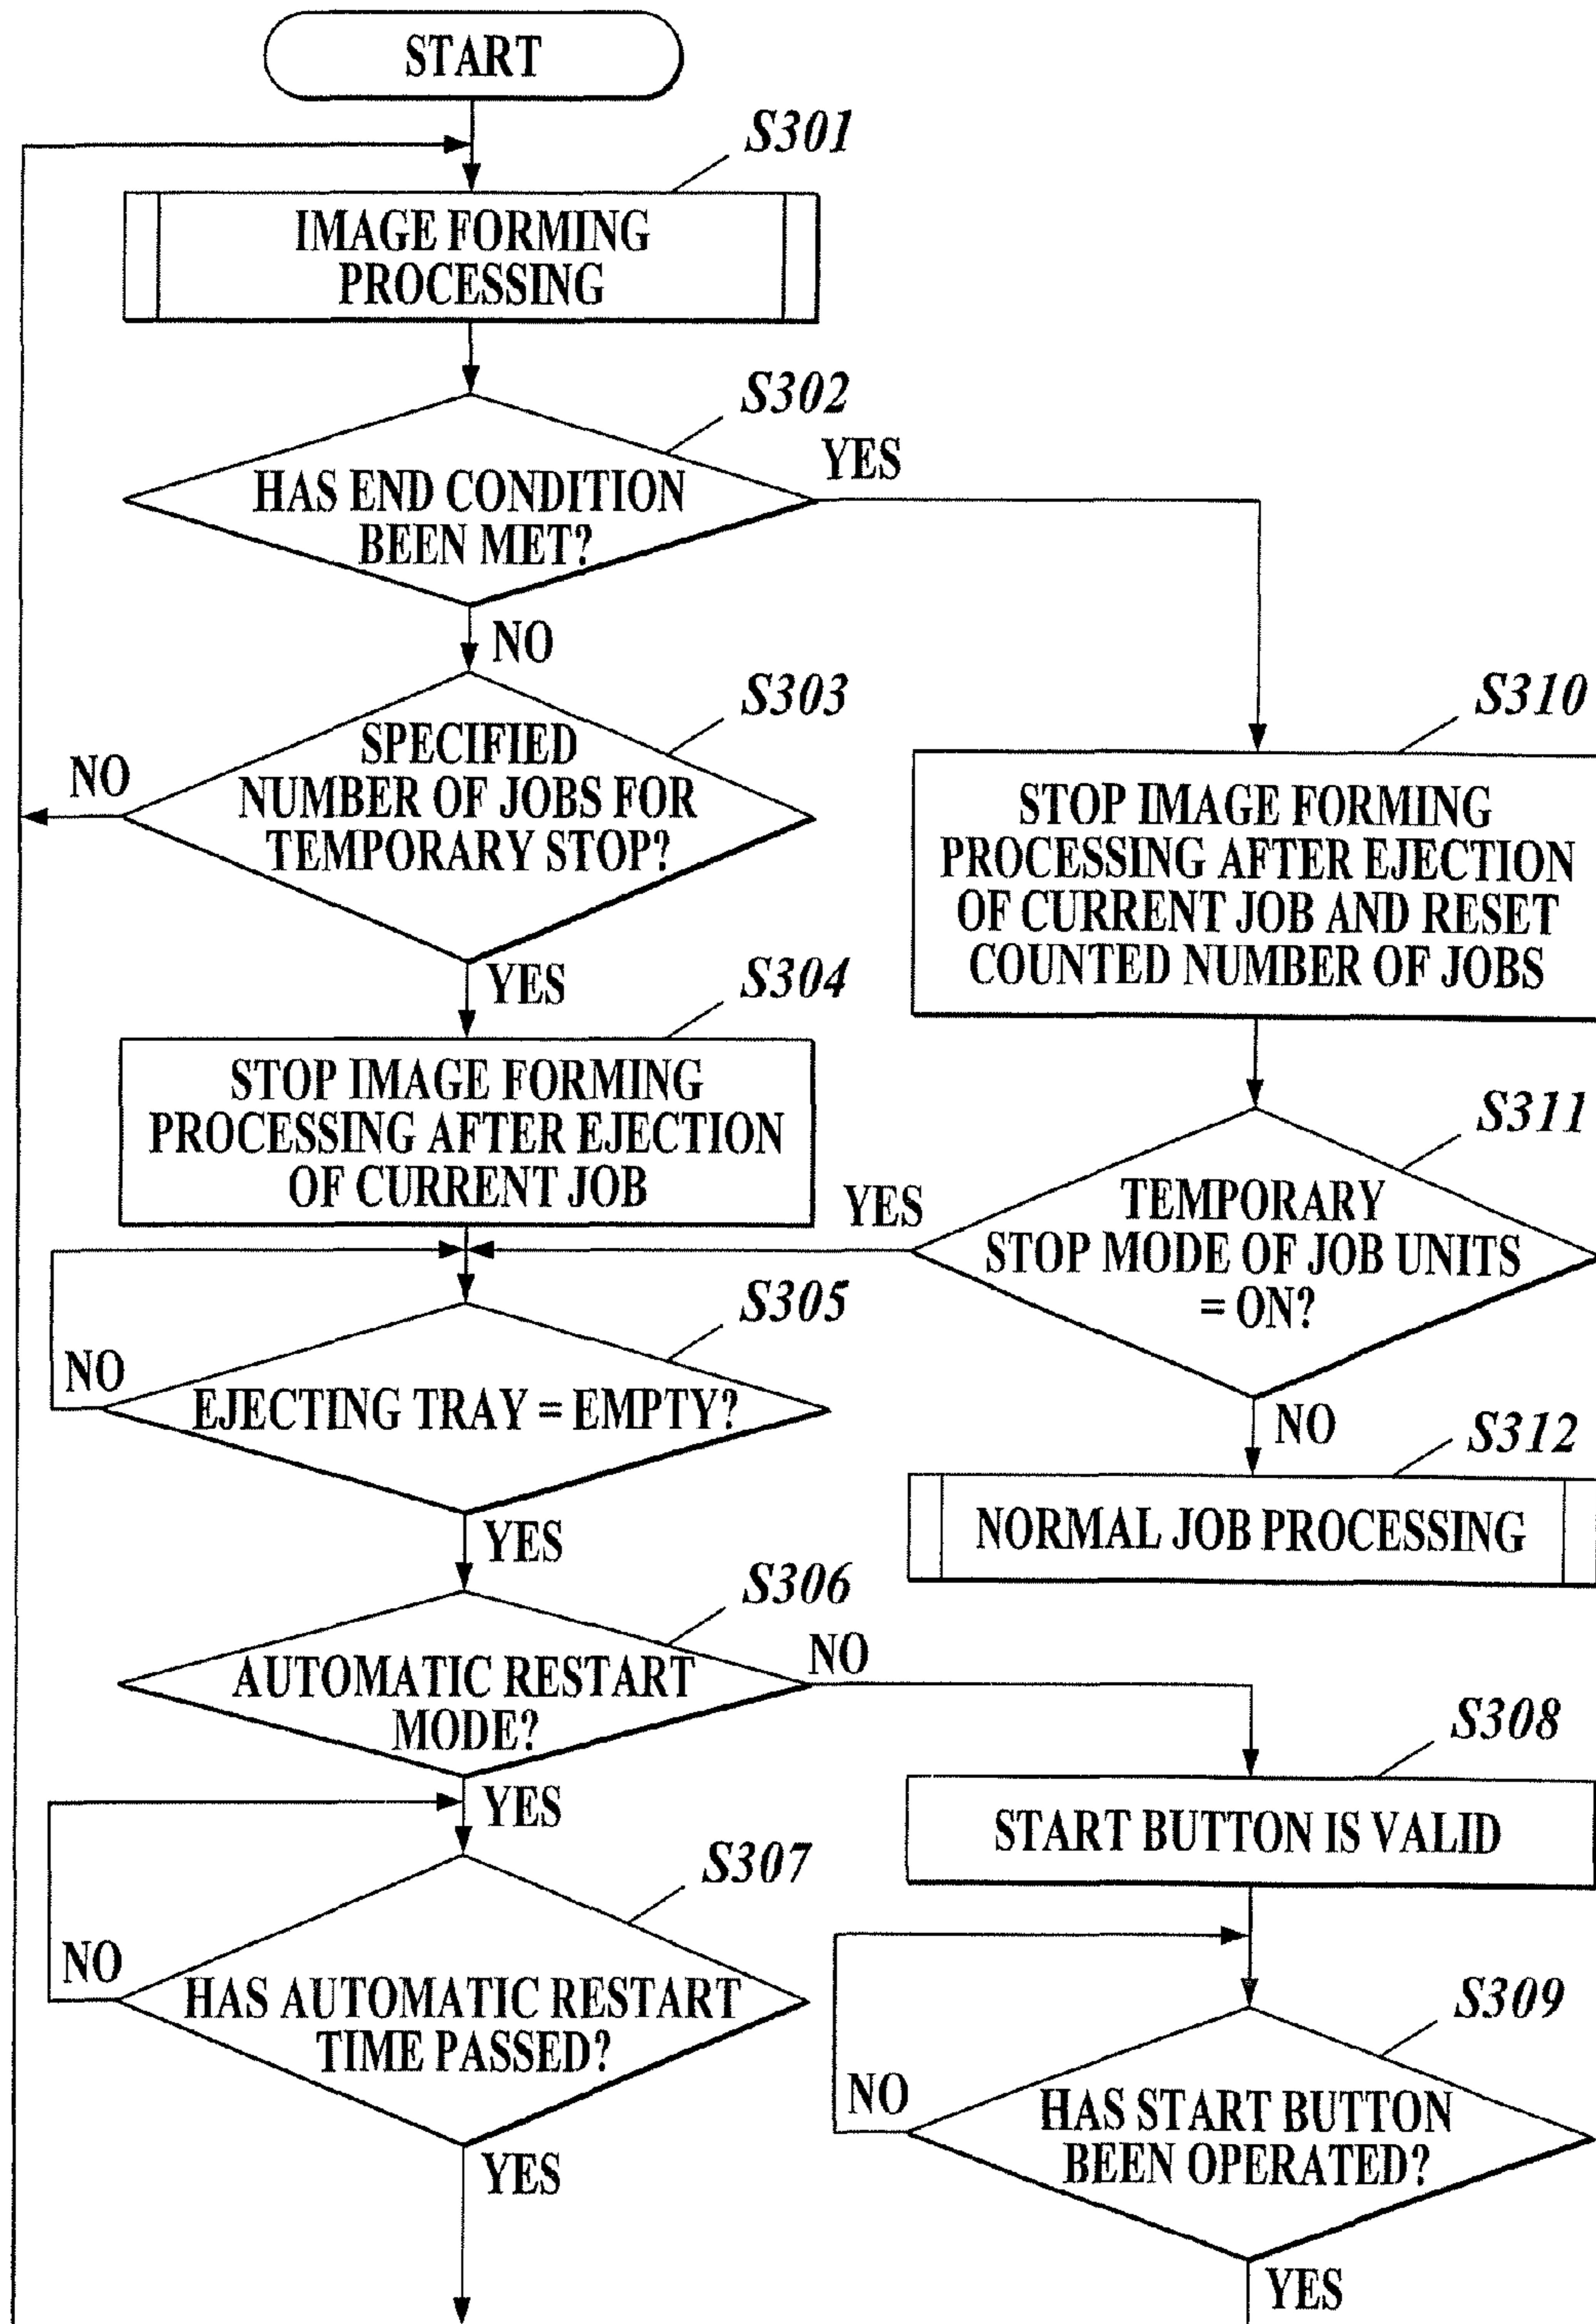 START
S301
IMAGE FORMING
PROCESSING
S302
HAS END CONDITION
BEEN MET?
YES
NO
S303
SPECIFIED
NUMBER OF JOBS FOR
TEMPORARY STOP?
NO
YES
S304
STOP IMAGE FORMING
PROCESSING AFTER EJECTION
OF CURRENT JOB
S310
STOP IMAGE FORMING
PROCESSING AFTER EJECTION
OF CURRENT JOB AND RESET
COUNTED NUMBER OF JOBS
S311
TEMPORARY
STOP MODE OF JOB UNITS
= ON?
YES
NO
S312
NORMAL JOB PROCESSING
S305
EJECTING TRAY = EMPTY?
NO
YES
S306
AUTOMATIC RESTART
MODE?
NO
YES
S307
HAS AUTOMATIC RESTART
TIME PASSED?
NO
YES
S308
START BUTTON IS VALID
S309
HAS START BUTTON
BEEN OPERATED?
NO
YES